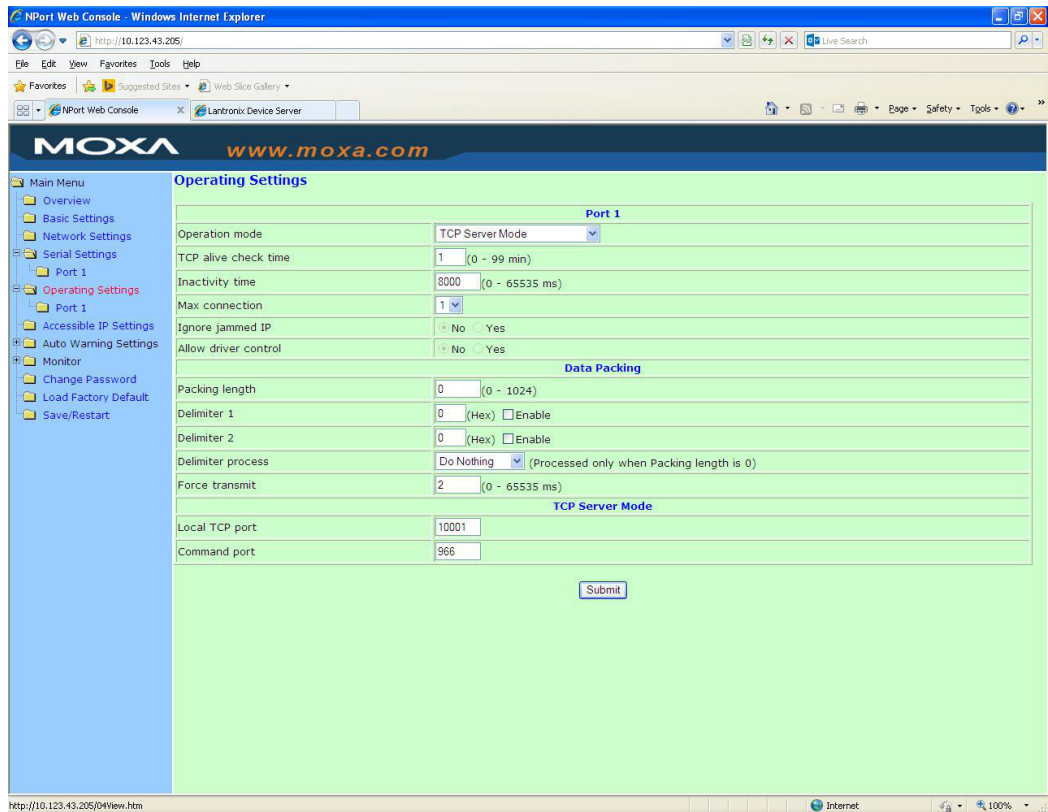 NPort Web Console - Windows Internet Explorer
http://10.123.43.205/
Live Search
File Edit View Favorites Tools Help
Favorites Suggested Sites Web Slice Gallery
NPort Web Console Lantronix Device Server Page Safety Tools »
MOXA www.moxa.com
Main Menu
Overview
Basic Settings
Network Settings
Serial Settings
Port 1
Operating Settings
Port 1
Accessible IP Settings
Auto Warning Settings
Monitor
Change Password
Load Factory Default
Save/Restart
Operating Settings
Port 1
Operation mode TCP Server Mode
TCP alive check time 1 (0 - 99 min)
Inactivity time 8000 (0 - 65535 ms)
Max connection 1
Ignore jammed IP No Yes
Allow driver control No Yes
Data Packing
Packing length 0 (0 - 1024)
Delimiter 1 0 (Hex) Enable
Delimiter 2 0 (Hex) Enable
Delimiter process Do Nothing (Processed only when Packing length is 0)
Force transmit 2 (0 - 65535 ms)
TCP Server Mode
Local TCP port 10001
Command port 966
Submit
http://10.123.43.205/04View.htm Internet 100%